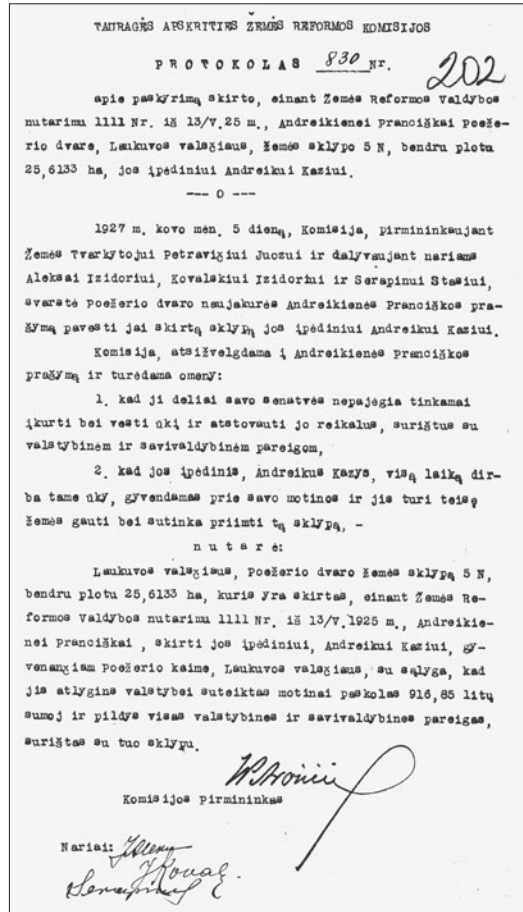 TAURAGĖS APSKRITIES ŽEMĖS REFORMOS KOMISIJOS
PROTOKOLAS 830 Nr.
202
apie paskyrimą skirto, einant Žemės Reformos Valdybos
nutarimu 1111 Nr. iš 13/V.25 m., Andreikienei Pranciškai Poeže-
rio dvare, Laukuvos valsčiaus, žemės sklypo 5 N, bendru plotu
25,6133 ha, jos įpėdiniui Andreikui Kaziui.
--- O ---
1927 m. kovo mėn. 5 dieną, Komisija, pirmininkaujant
Žemės Tvarkytojui Petravičiui Juozui ir dalyvaujant nariams
Aleksai Izidoriui, Kovalskiui Izidoriui ir Serapinui Stasiui,
svarstė Poežerio dvaro naujakurės Andreikienės Pranciškos pra-
šymą pavesti jai skirtą sklypą jos įpėdiniui Andreikui Kaziui.
Komisija, atsižvelgdama į Andreikienės Pranciškos
prašymą ir turėdama omeny:
1. kad ji deliai savo senatvės nepajėgia tinkamai
įkurti bei vesti ūkį ir atstovauti jo reikalus, surištus su
valstybinėm ir savivaldybinėm pareigom,
2. kad jos įpėdinis, Andreikus Kazys, visą laiką dir-
ba tame ūky, gyvendamas prie savo motinos ir jis turi teisę
žemės gauti bei sutinka priimti tą sklypą, -
nutarė:
Laukuvos valsčiaus, Poežerio dvaro žemės sklypą 5 N,
bendru plotu 25,6133 ha, kuris yra skirtas, einant Žemės Re-
formos Valdybos nutarimu 1111 Nr. iš 13/V.1925 m., Andreikie-
nei Pranciškai, skirti jos įpėdiniui, Andreikui Kaziui, gy-
venančiam Poežerio kaime, Laukuvos valsčiaus, su sąlyga, kad
jis atlygins valstybei suteiktas motinai paskolas 916,85 litų
sumoj ir pildys visas valstybines ir savivaldybines pareigas,
surištas su tuo sklypu.
Komisijos Pirmininkas
Nariai: